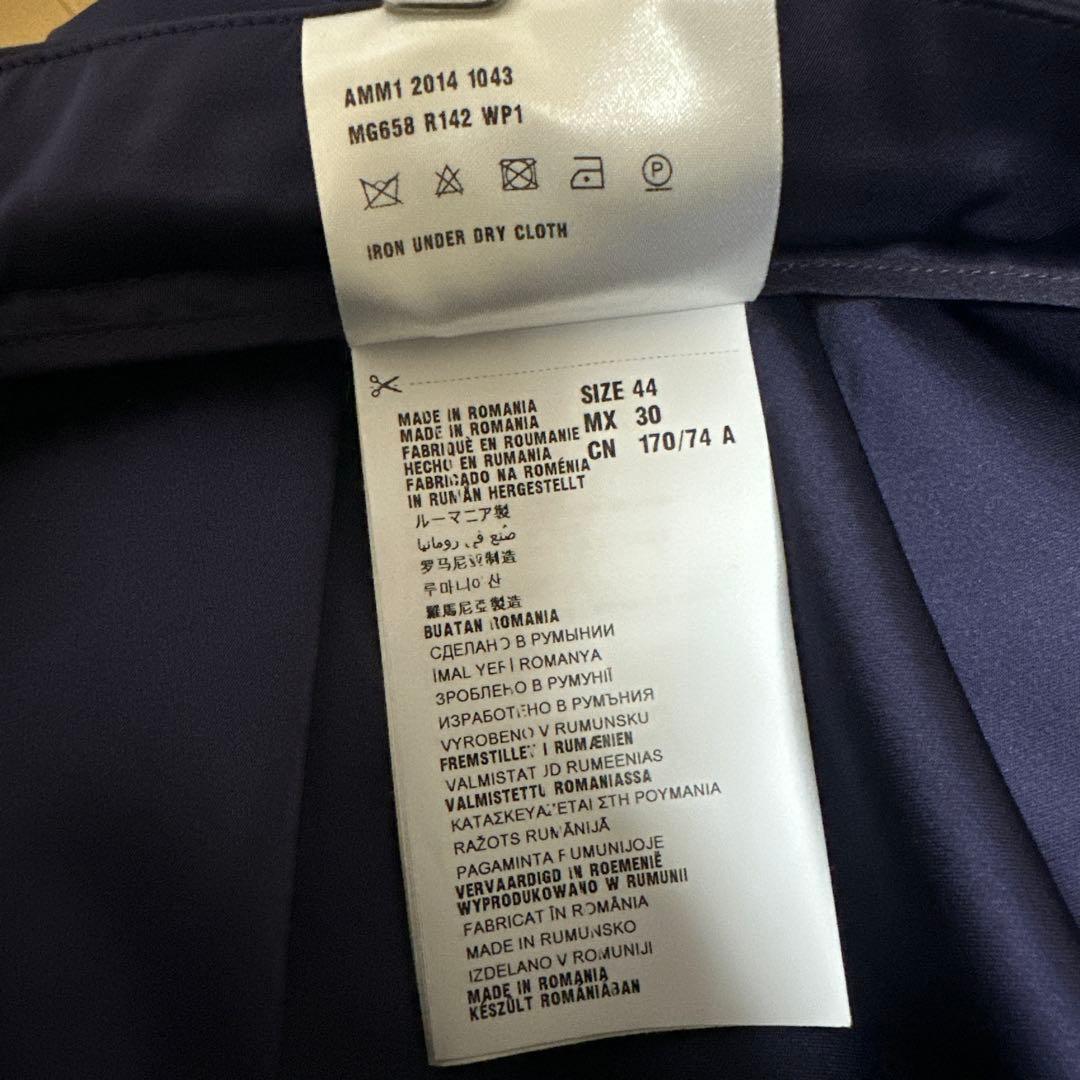 AMM1 2014 1043
MG658 R142 WP1
P
IRON UNDER DRY CLOTH
SIZE 44
MX 30
CN 170/74 A
MADE IN ROMANIA
MADE IN ROMANIA
FABRIQUÈ EN ROUMANIE
HECHO EN RUMANIA
FABRICADO NA ROMÉNIA
IN RUMÄN HERGESTELLT
ルーマニア製
صنع في رومانيا
罗马尼亚制造
루마니아 산
羅馬尼亞製造
BUATAN ROMANIA
СДЕЛАНО В РУМЫНИИ
İMAL YERİ ROMANYA
ЗРОБЛЕНО В РУМУНІЇ
ИЗРАБОТЕНО В РУМЪНИЯ
VYROBENO V RUMUNSKU
FREMSTILLET I RUMÆNIEN
VALMISTATUD RUMEENIAS
VALMISTETTU ROMANIASSA
ΚΑΤΑΣΚΕΥΑΖΕΤΑΙ ΣΤΗ ΡΟΥΜΑΝΙΑ
RAŽOTS RUMĀNIJĀ
PAGAMINTA RUMUNIJOJE
VERVAARDIGD IN ROEMENIË
WYPRODUKOWANO W RUMUNII
FABRICAT ÎN ROMÂNIA
MADE IN RUMUNSKO
IZDELANO V ROMUNIJI
MADE IN ROMANIA
KÉSZÜLT ROMÁNIÁBAN